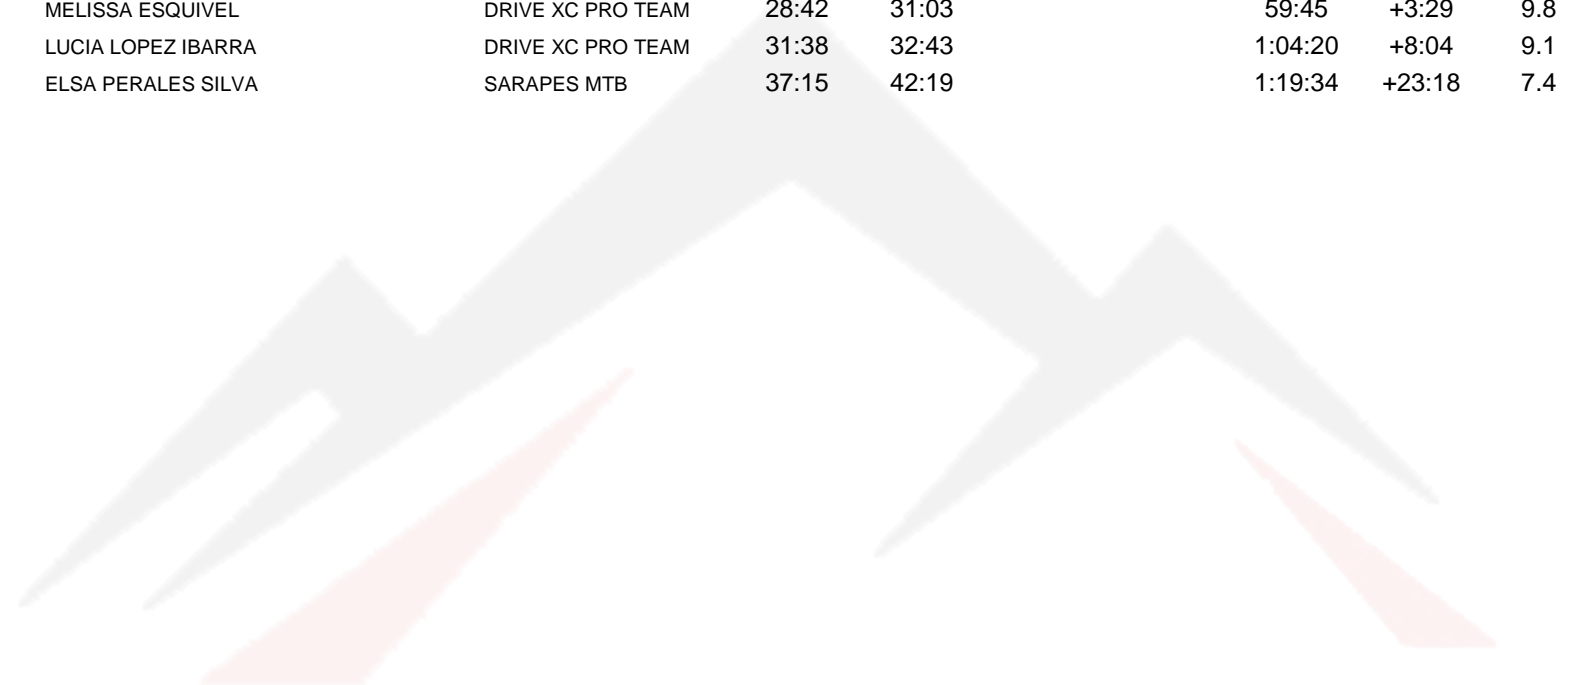 MELISSA ESQUIVEL DRIVE XC PRO TEAM 28:42 31:03 59:45 +3:29 9.8
LUCIA LOPEZ IBARRA DRIVE XC PRO TEAM 31:38 32:43 1:04:20 +8:04 9.1
ELSA PERALES SILVA SARAPES MTB 37:15 42:19 1:19:34 +23:18 7.4